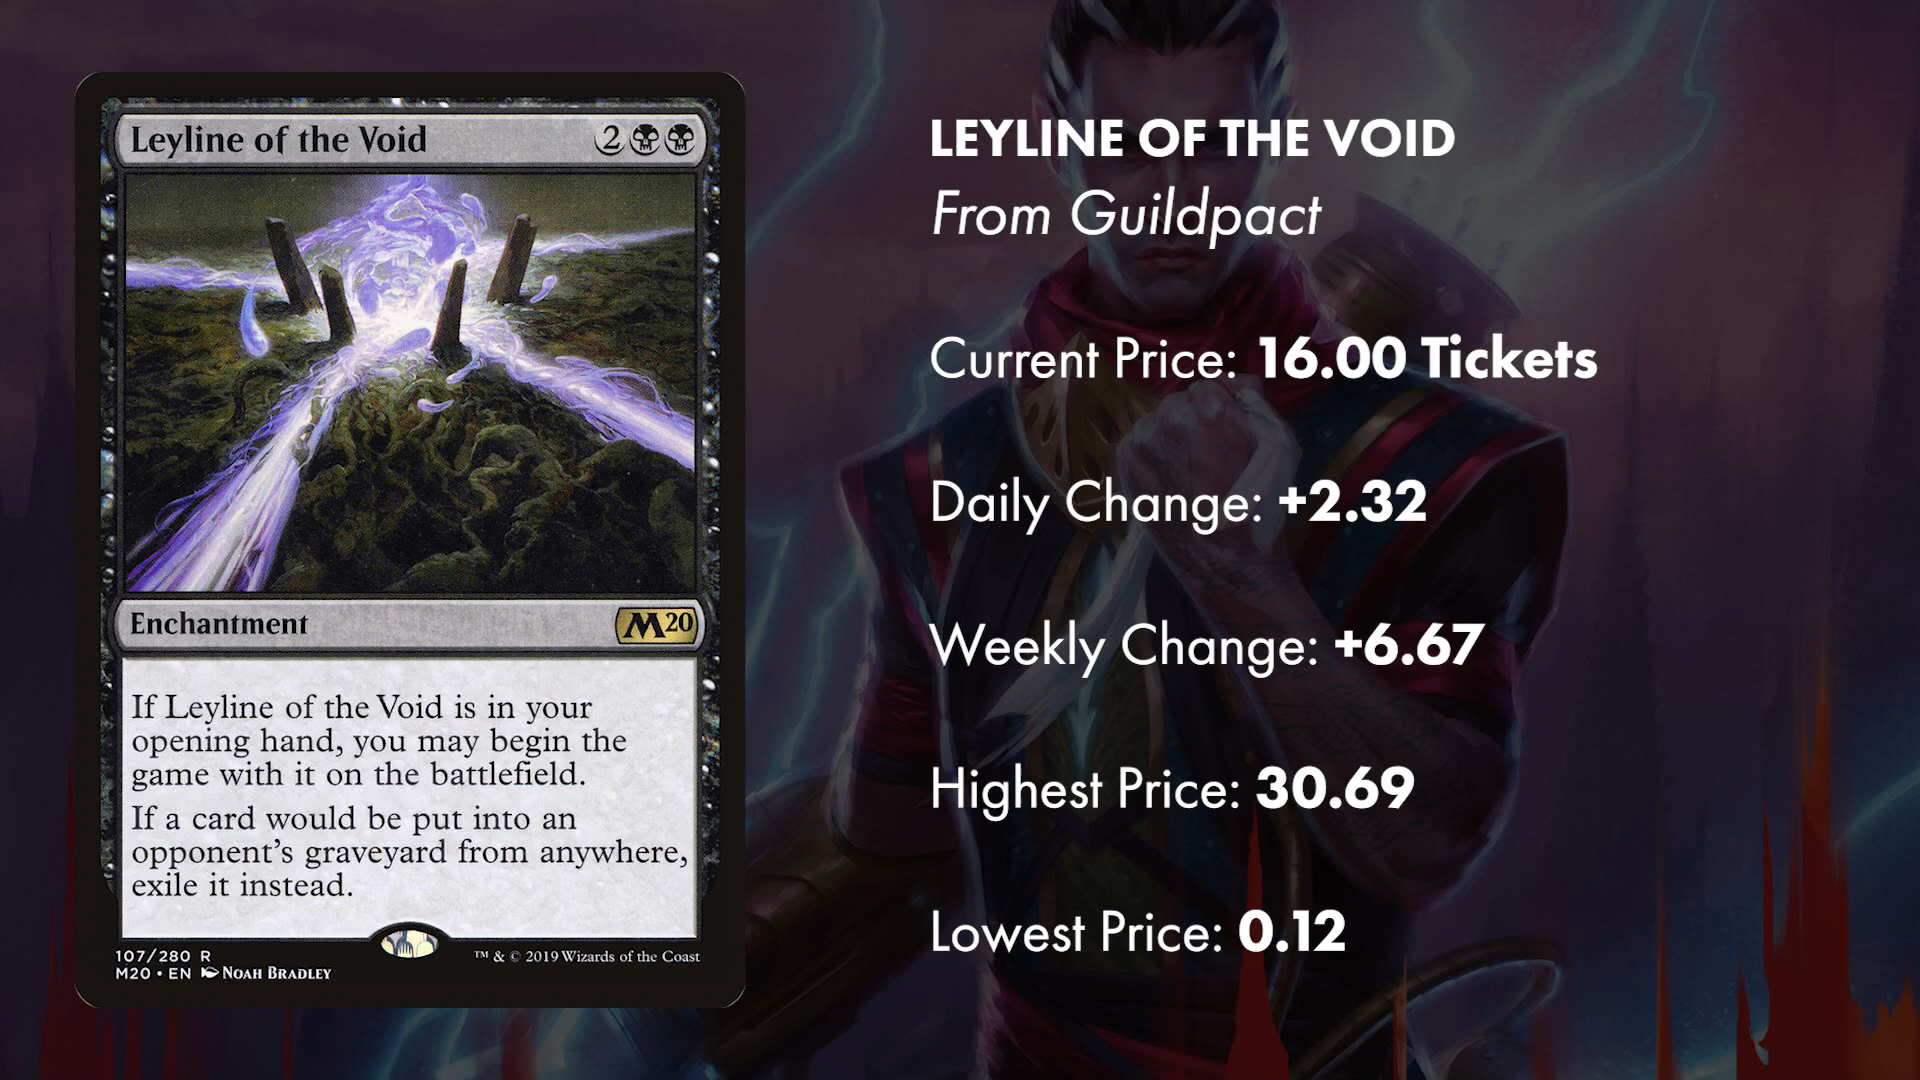 Leyline of the Void 2
Enchantment M20
If Leyline of the Void is in your
opening hand, you may begin the
game with it on the battlefield.
If a card would be put into an
opponent's graveyard from anywhere,
exile it instead.
107/280 R
M20 • EN NOAH BRADLEY
™ & © 2019 Wizards of the Coast
LEYLINE OF THE VOID
From Guildpact
Current Price: 16.00 Tickets
Daily Change: +2.32
Weekly Change: +6.67
Highest Price: 30.69
Lowest Price: 0.12